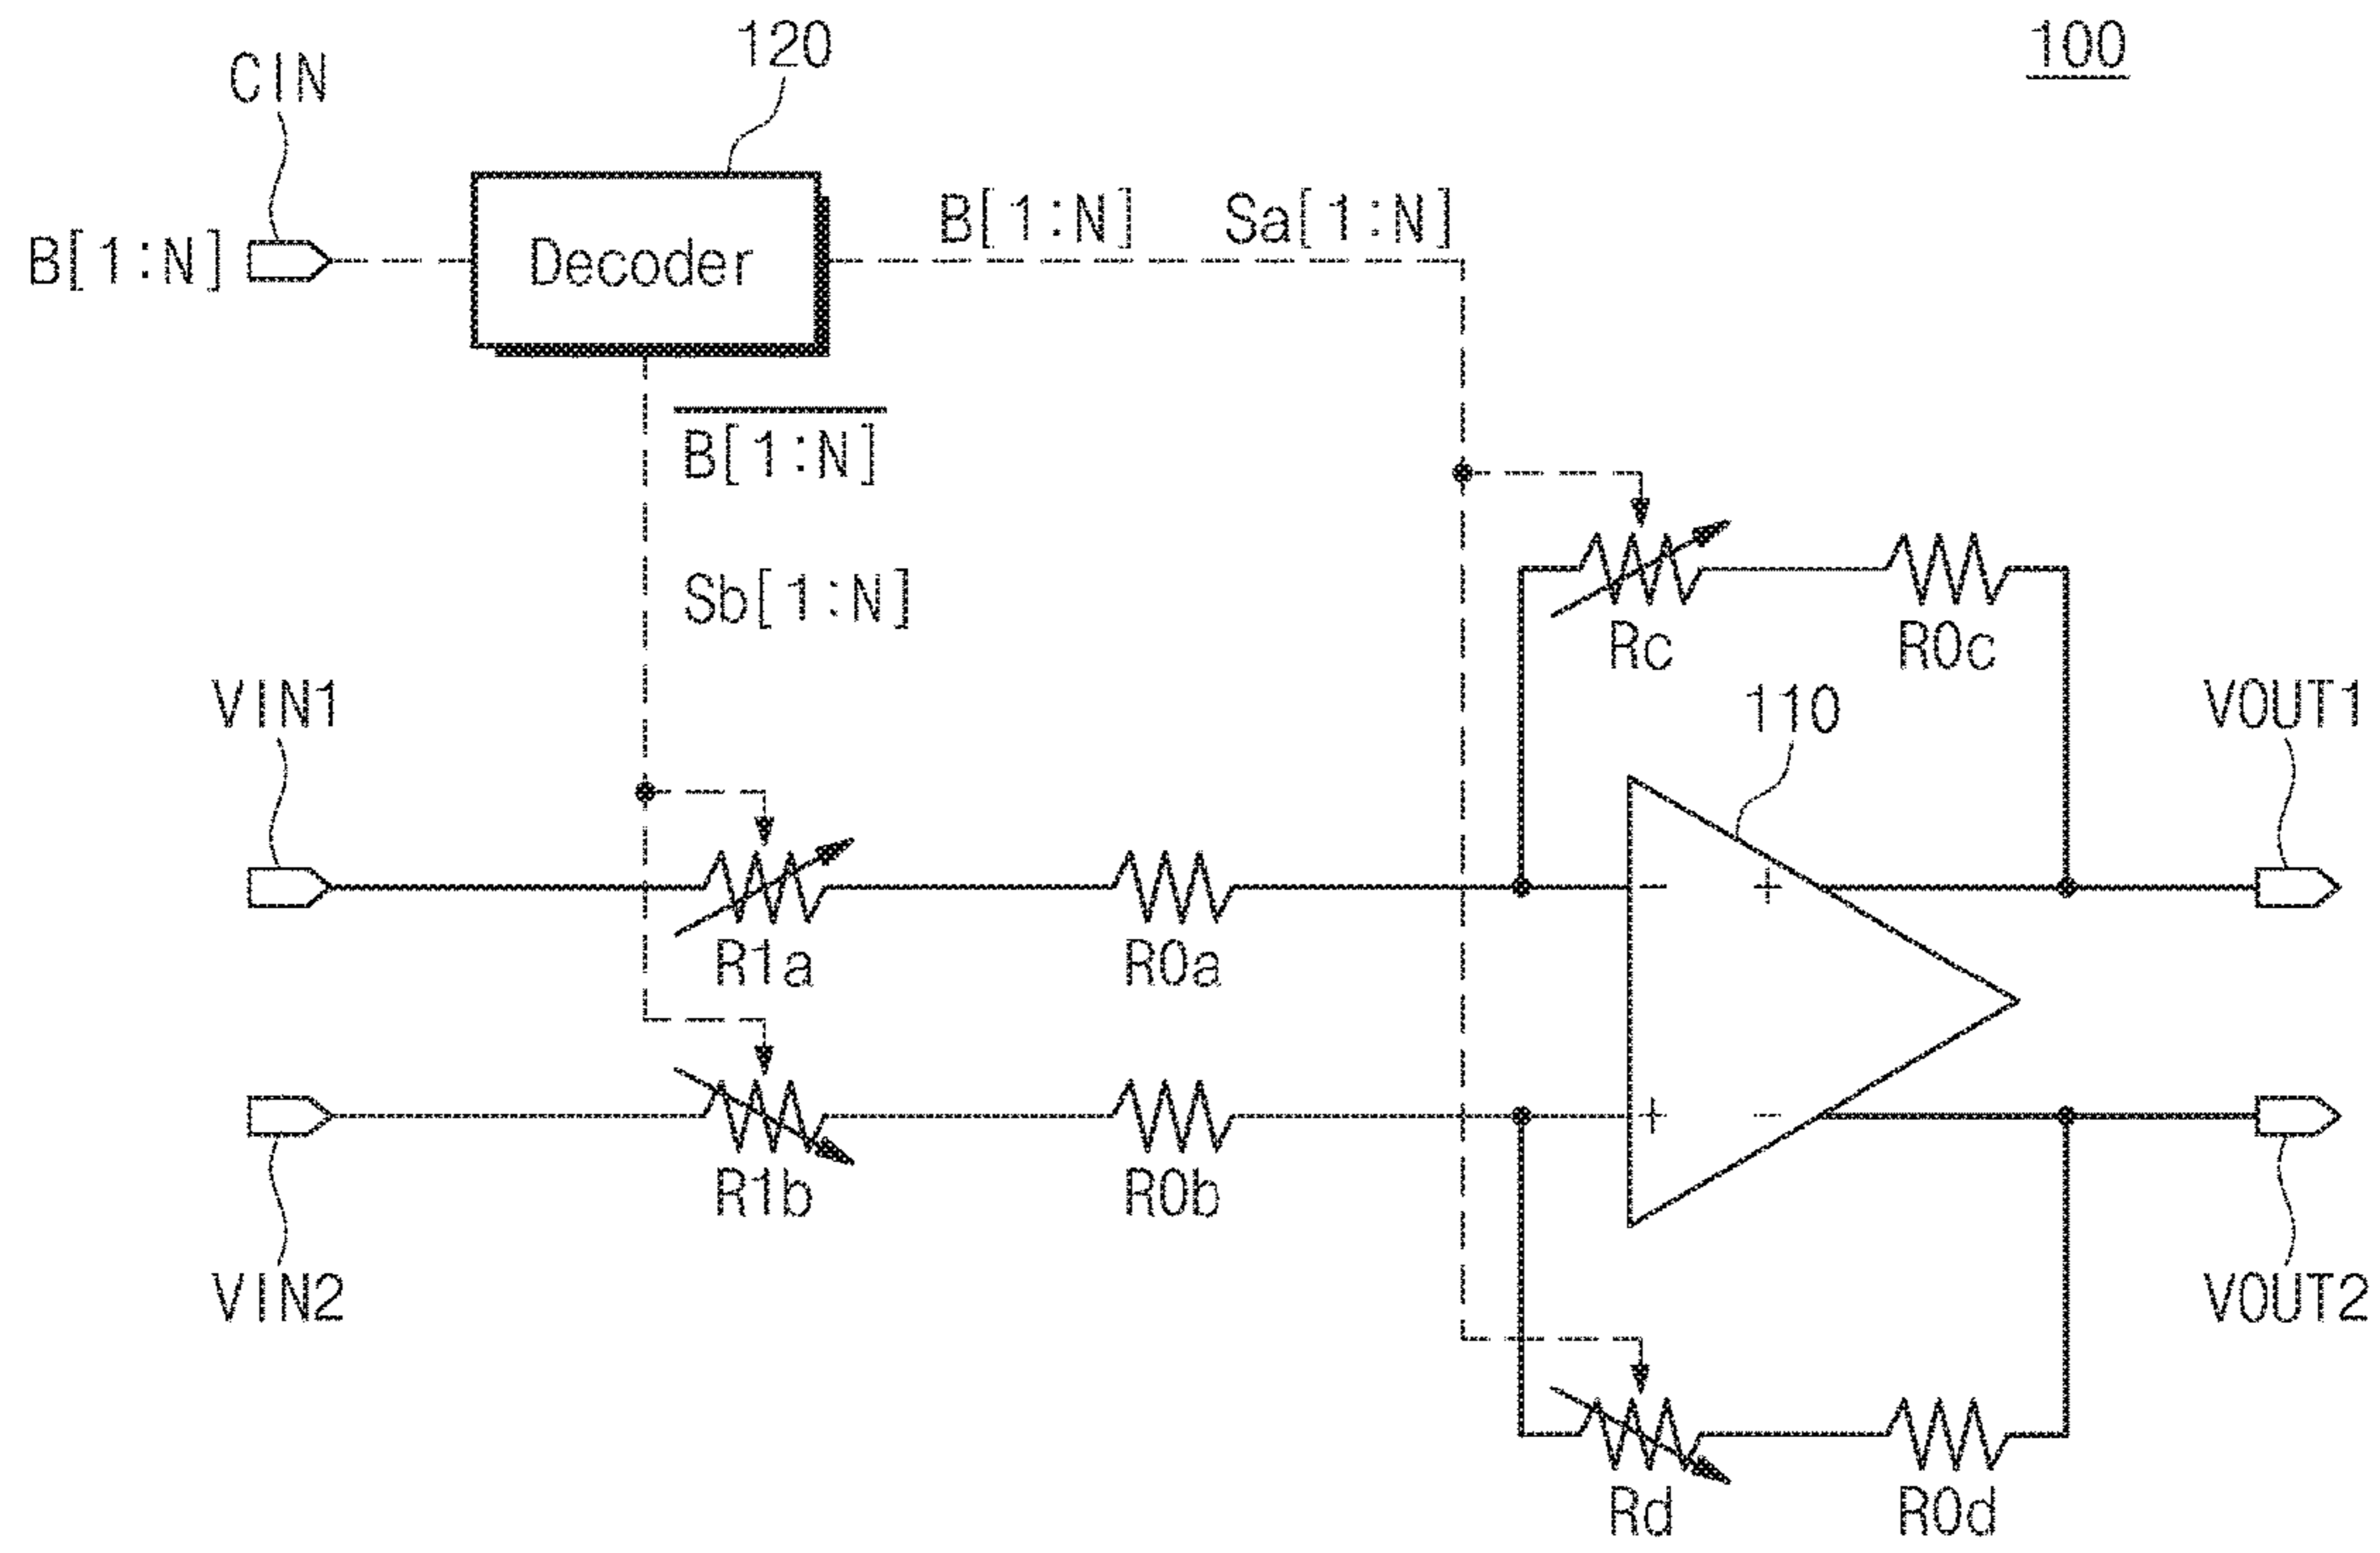 120
100
CIN
B[1:N]
Decoder
B[1:N] Sa[1:N]
B[1:N]
Sb[1:N]
Rc
R0c
VIN1
110
VOUT1
- +
R1a
R0a
+ -
R1b
R0b
VIN2
VOUT2
Rd
R0d